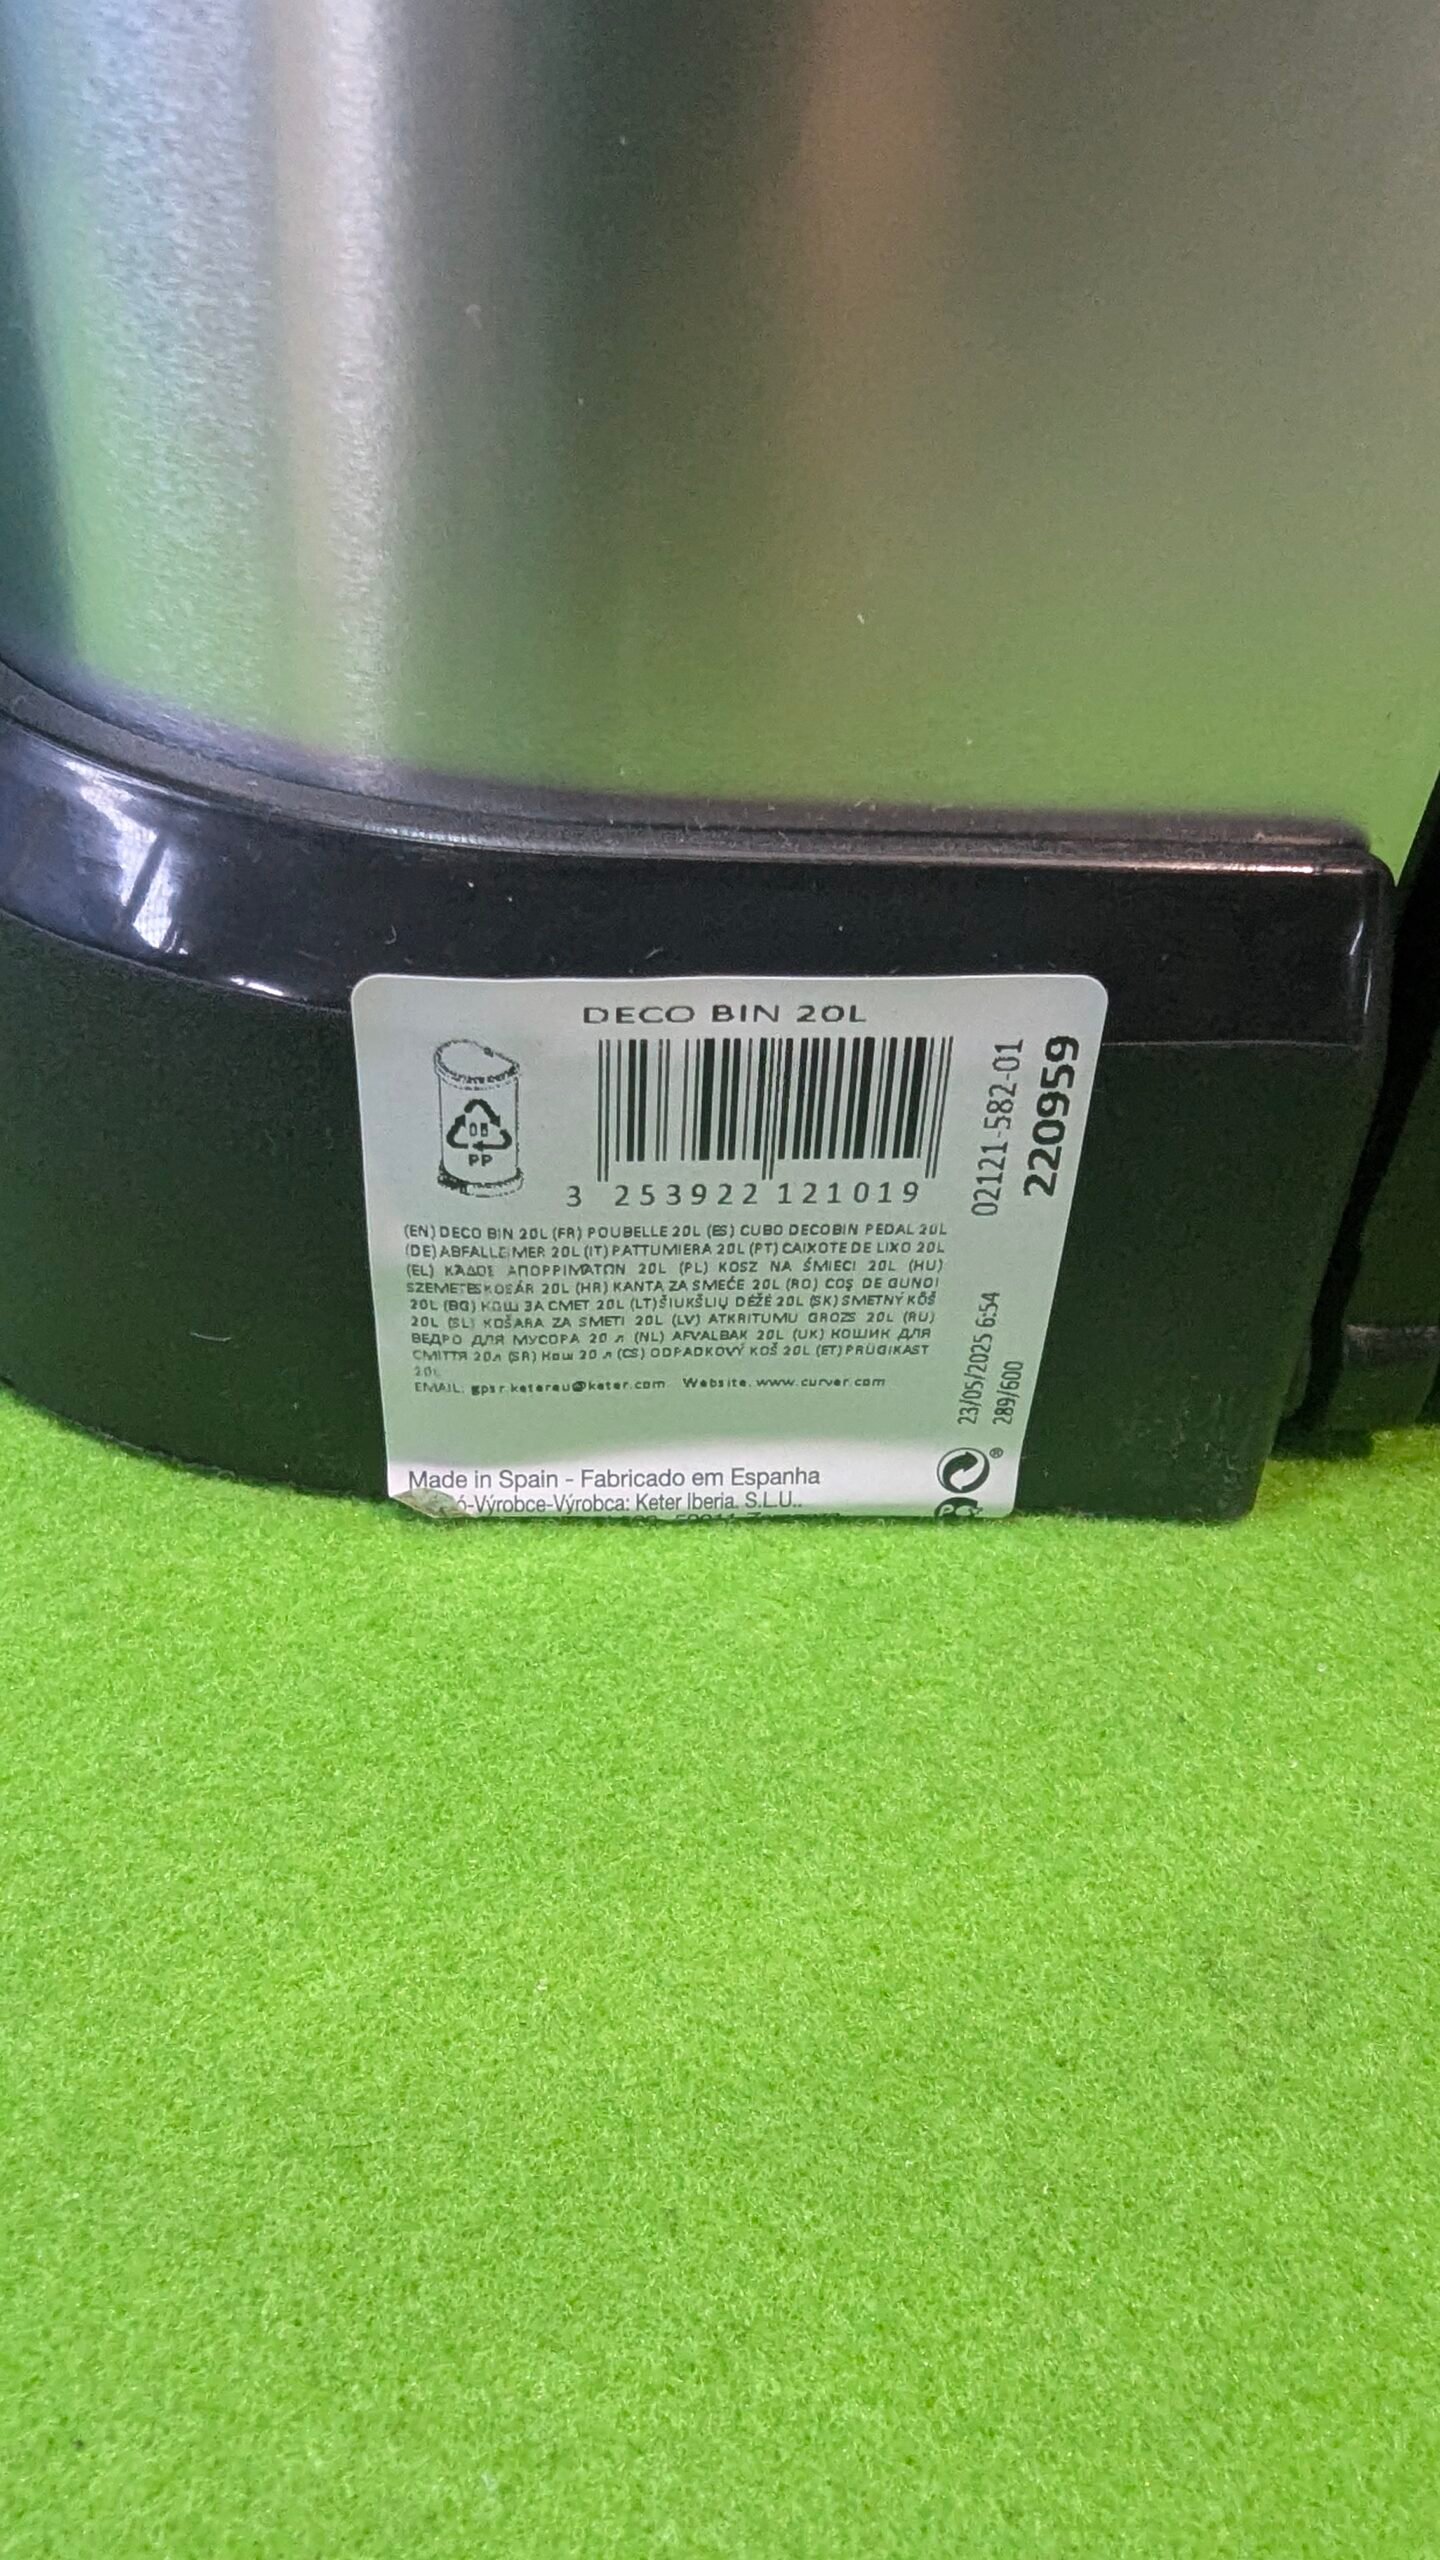 DECO BIN 20L
PP
3 253922 121019
02121-582-01
220959
(EN) DECO BIN 20L (FR) POUBELLE 20L (ES) CUBO DECOBIN PEDAL 20L
(DE) ABFALLEIMER 20L (IT) PATTUMIERA 20L (PT) CAIXOTE DE LIXO 20L
(EL) ΚΑΔΟΣ ΑΠΟΡΡΙΜΑΤΩΝ 20L (PL) KOSZ NA ŚMIECI 20L (HU)
SZEMETESKOSÁR 20L (HR) KANTA ZA SMEĆE 20L (RO) COŞ DE GUNOI
20L (BG) КОШ ЗА СМЕТ 20L (LT) ŠIUKŠLIŲ DĖŽĖ 20L (SK) SMETNÝ KÔŠ
20L (SL) KOŠARA ZA SMETI 20L (LV) ATKRITUMU GROZS 20L (RU)
ВЕДРО ДЛЯ МУСОРА 20 л (NL) AFVALBAK 20L (UK) КОШИК ДЛЯ
СМІТТЯ 20л (SR) Кош 20 л (CS) ODPADKOVÝ KOŠ 20L (ET) PRÜGIKAST
20L
EMAIL: gpsr.keterau@keter.com Website. www.curver.com
23/05/2025 6:54
289/600
Made in Spain - Fabricado em Espanha
ó-Výrobce-Výrobca: Keter Iberia. S.L.U..